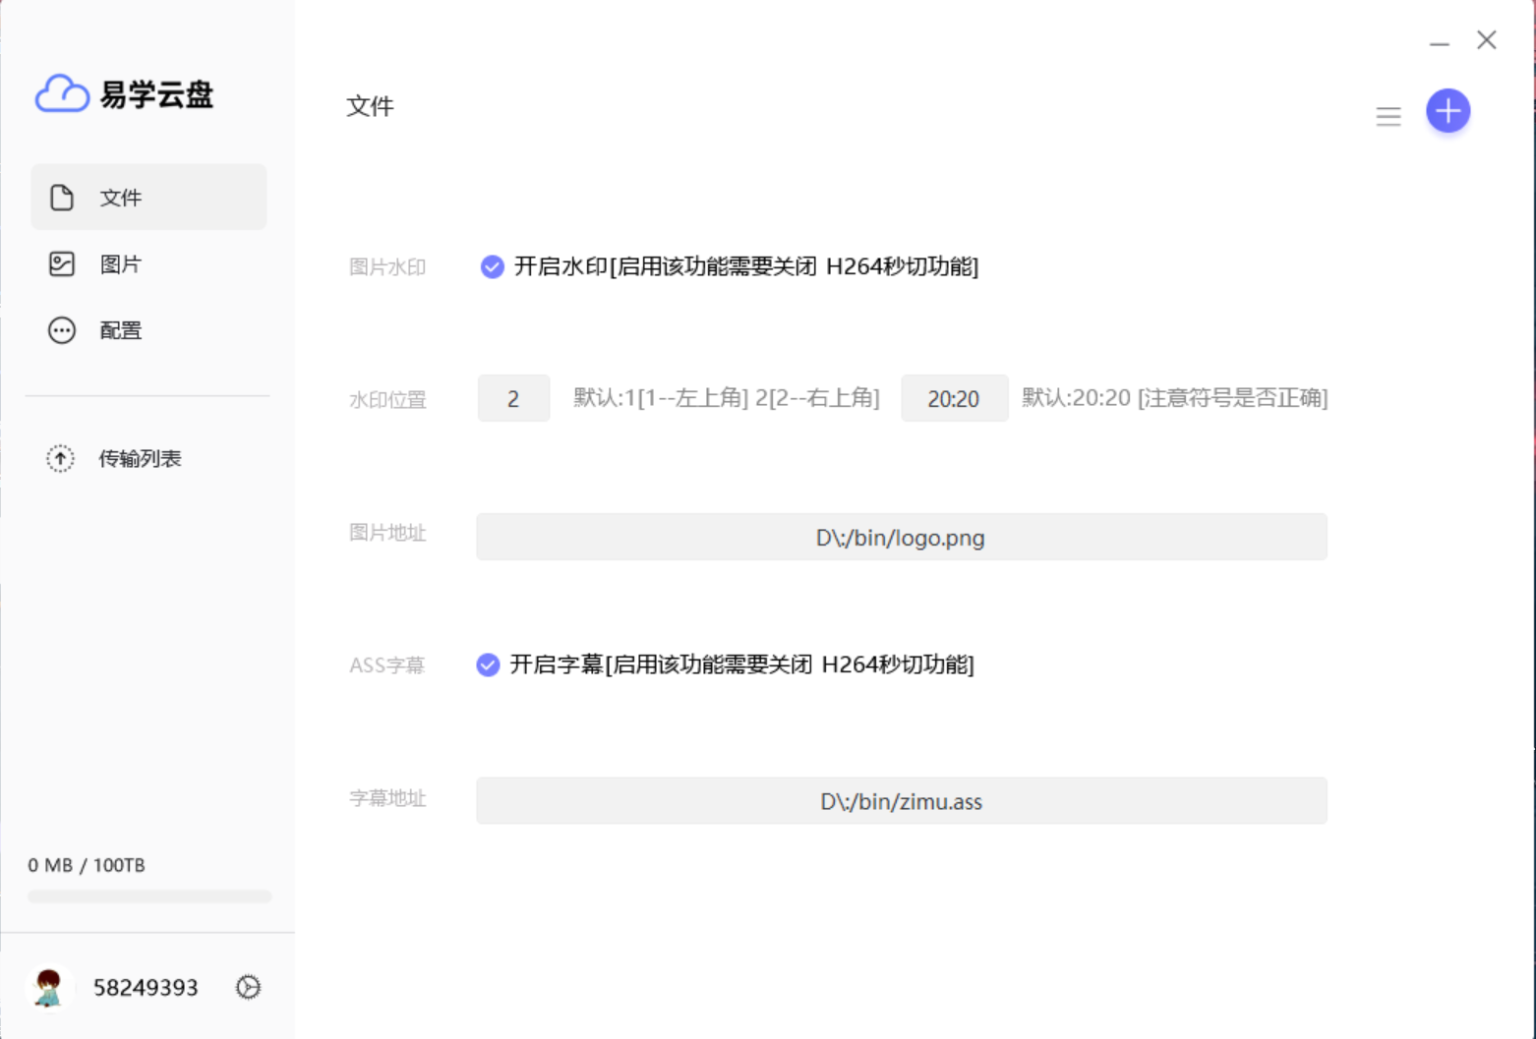 易学云盘
文件
图片
配置
传输列表
0 MB / 100TB
58249393
文件
图片水印 开启水印[启用该功能需要关闭 H264秒切功能]
水印位置 2 默认:1[1--左上角] 2[2--右上角] 20:20 默认:20:20 [注意符号是否正确]
图片地址 D\:/bin/logo.png
ASS字幕 开启字幕[启用该功能需要关闭 H264秒切功能]
字幕地址 D\:/bin/zimu.ass